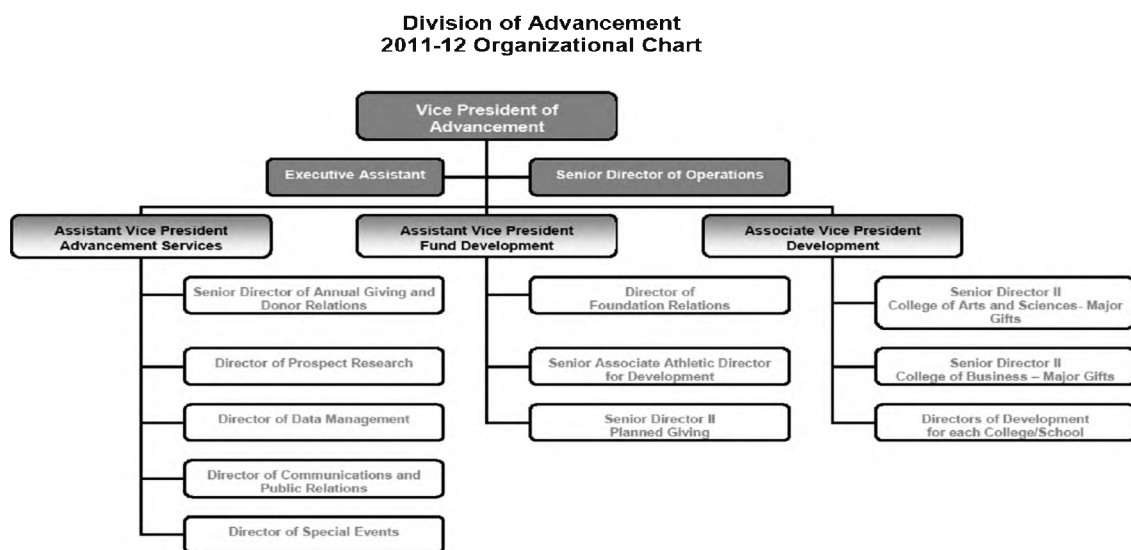 Division of Advancement
2011-12 Organizational Chart
Vice President of
Advancement
Executive Assistant
Senior Director of Operations
Assistant Vice President
Advancement Services
Assistant Vice President
Fund Development
Associate Vice President
Development
Senior Director of Annual Giving and
Donor Relations
Director of Prospect Research
Director of Data Management
Director of Communications and
Public Relations
Director of Special Events
Director of
Foundation Relations
Senior Associate Athletic Director
for Development
Senior Director II
Planned Giving
Senior Director II
College of Arts and Sciences- Major
Gifts
Senior Director II
College of Business – Major Gifts
Directors of Development
for each College/School